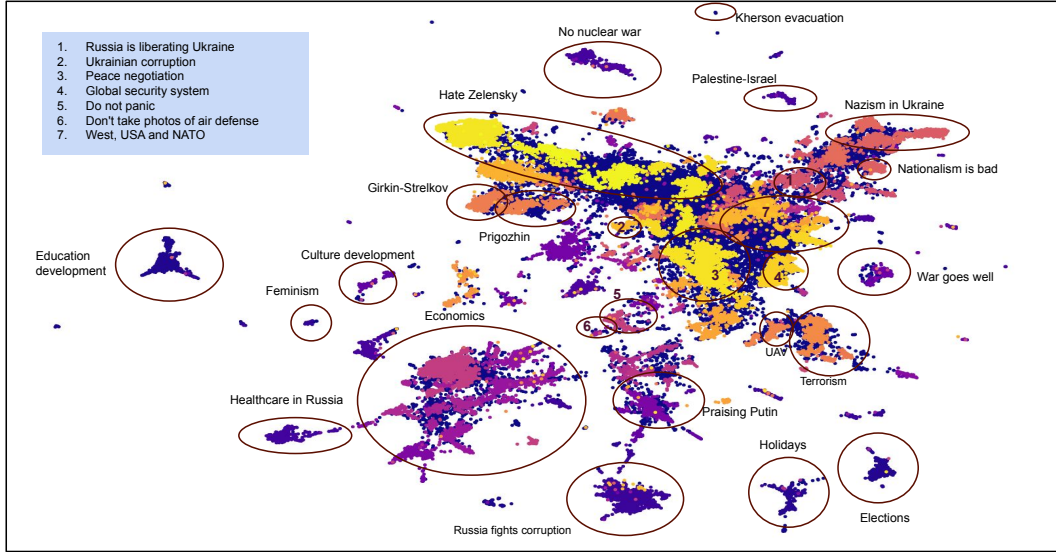 Kherson evacuation
No nuclear war
1. Russia is liberating Ukraine
2. Ukrainian corruption
3. Peace negotiation
4. Global security system
5. Do not panic
6. Don't take photos of air defense
7. West, USA and NATO
Palestine-Israel
Hate Zelensky
Nazism in Ukraine
Nationalism is bad
Girkin-Strelkov
7
2
Prigozhin
Education
development
Culture development
3
4
War goes well
Feminism
5
Economics
6
UAV
Terrorism
Healthcare in Russia
Praising Putin
Holidays
Elections
Russia fights corruption